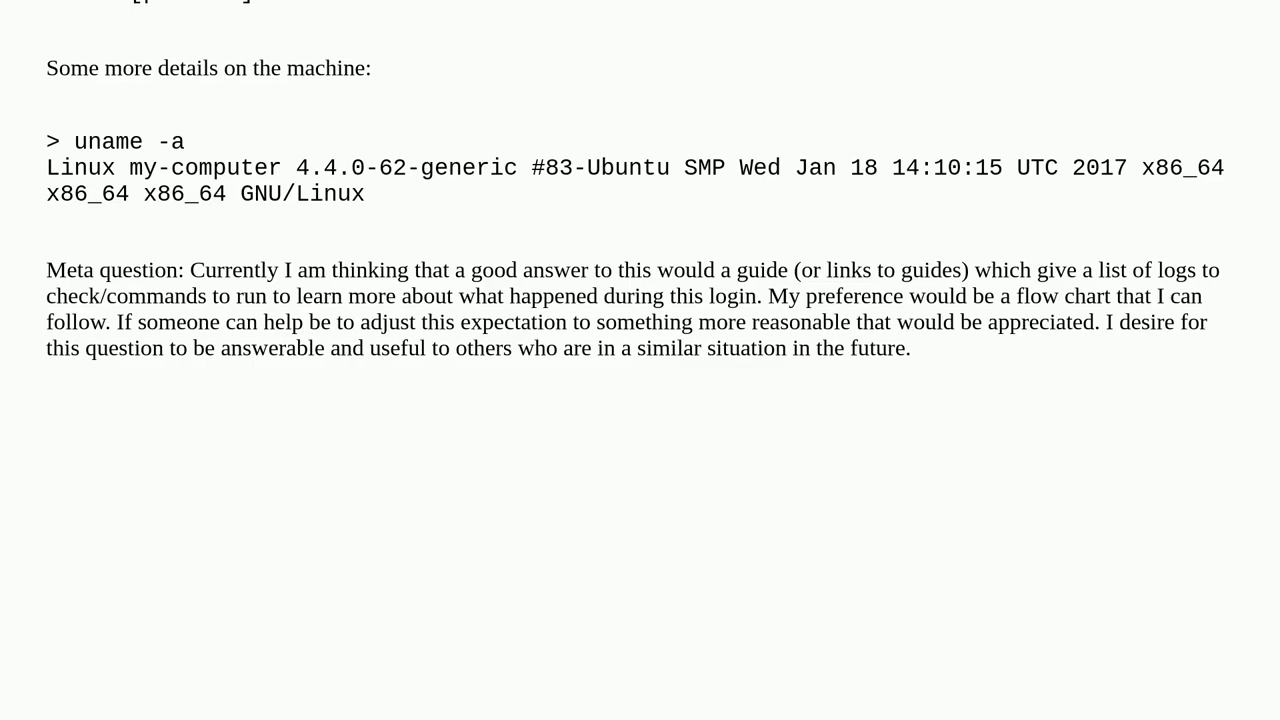 Some more details on the machine:
> uname -a
Linux my-computer 4.4.0-62-generic #83-Ubuntu SMP Wed Jan 18 14:10:15 UTC 2017 x86_64
x86_64 x86_64 GNU/Linux
Meta question: Currently I am thinking that a good answer to this would a guide (or links to guides) which give a list of logs to
check/commands to run to learn more about what happened during this login. My preference would be a flow chart that I can
follow. If someone can help be to adjust this expectation to something more reasonable that would be appreciated. I desire for
this question to be answerable and useful to others who are in a similar situation in the future.